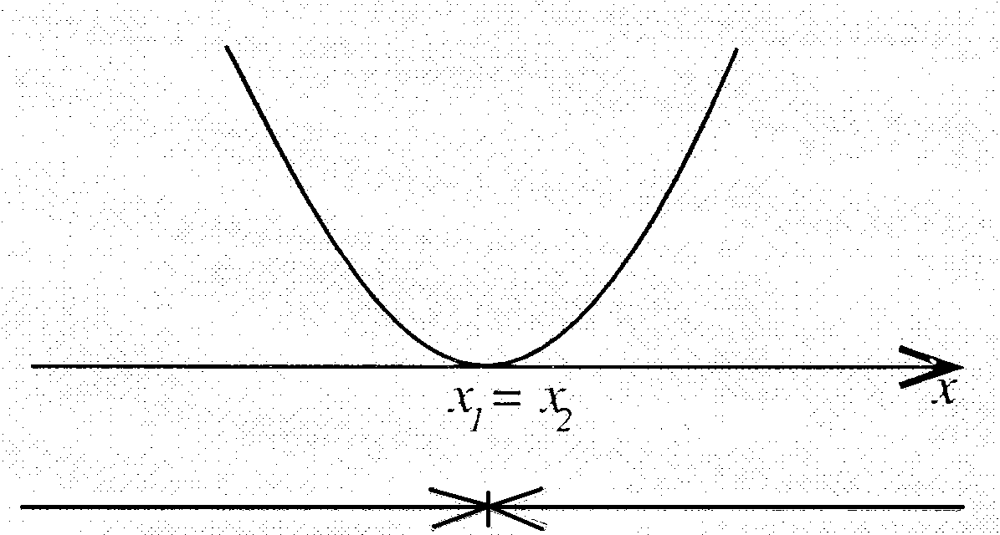 x₁ = x₂
x